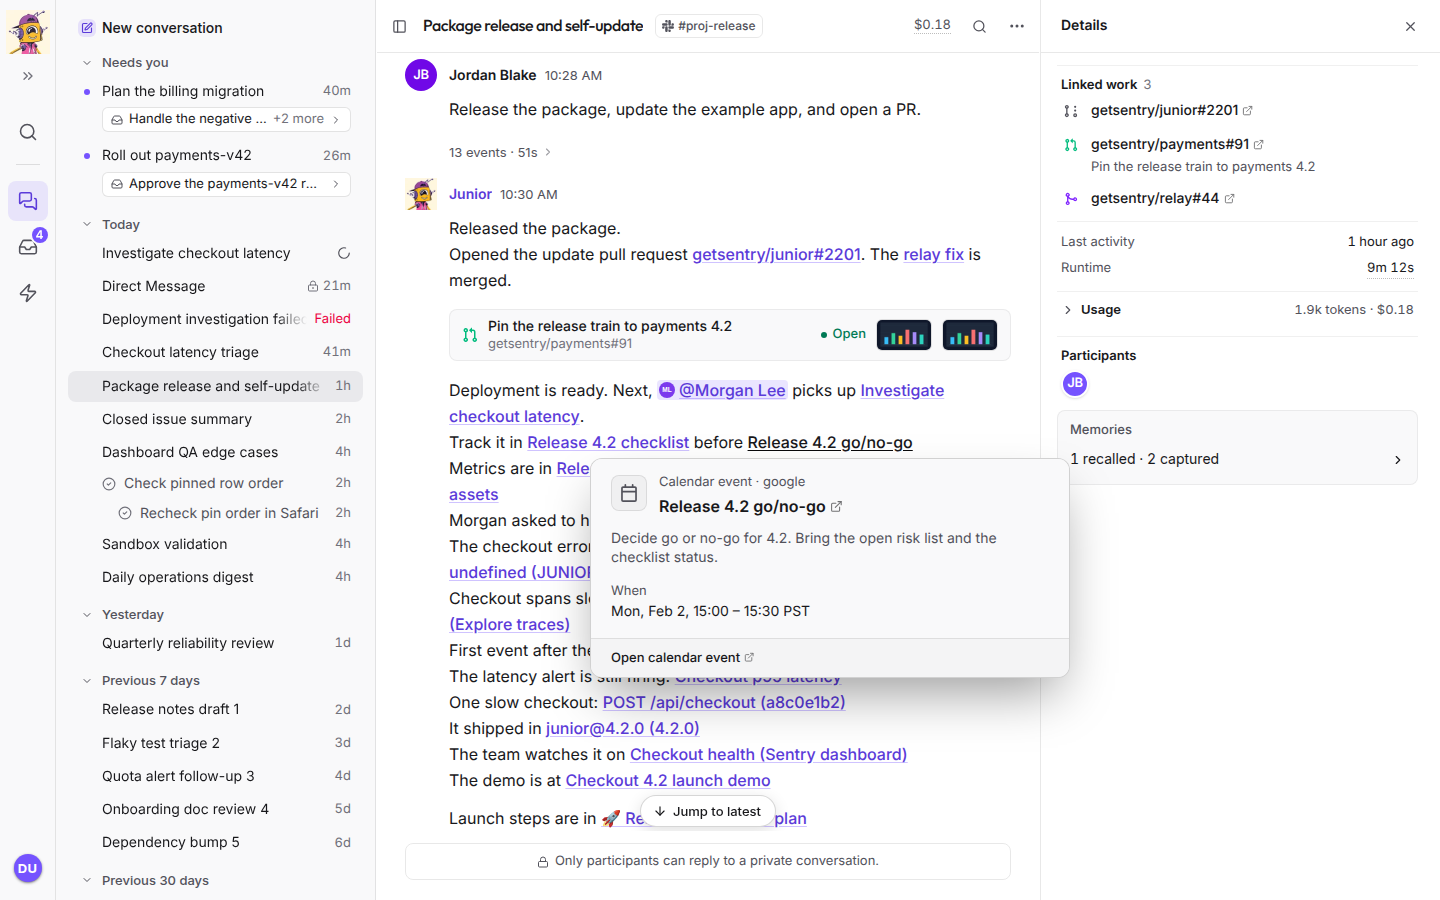 New conversation
Needs you
Plan the billing migration 40m
Handle the negative ... +2 more
Roll out payments-v42 26m
Approve the payments-v42 r...
Today
Investigate checkout latency
Direct Message 21m
Deployment investigation failed Failed
Checkout latency triage 41m
Package release and self-update 1h
Closed issue summary 2h
Dashboard QA edge cases 4h
Check pinned row order 2h
Recheck pin order in Safari 2h
Sandbox validation 4h
Daily operations digest 4h
Yesterday
Quarterly reliability review 1d
Previous 7 days
Release notes draft 1 2d
Flaky test triage 2 3d
Quota alert follow-up 3 4d
Onboarding doc review 4 5d
Dependency bump 5 6d
Previous 30 days
4
DU
Package release and self-update #proj-release $0.18
JB Jordan Blake 10:28 AM
Release the package, update the example app, and open a PR.
13 events · 51s
Junior 10:30 AM
Released the package.
Opened the update pull request getsentry/junior#2201. The relay fix is
merged.
Pin the release train to payments 4.2
getsentry/payments#91
Open
Deployment is ready. Next, ML @Morgan Lee picks up Investigate
checkout latency.
Track it in Release 4.2 checklist before Release 4.2 go/no-go
Metrics are in Rele
assets
Morgan asked to h
The checkout error
undefined (JUNIOR
Checkout spans slo
(Explore traces)
First event after the
The latency alert is still firing: Checkout p95 latency
One slow checkout: POST /api/checkout (a8c0e1b2)
It shipped in junior@4.2.0 (4.2.0)
The team watches it on Checkout health (Sentry dashboard)
The demo is at Checkout 4.2 launch demo
Launch steps are in 🚀 Re plan
Jump to latest
Only participants can reply to a private conversation.
Calendar event · google
Release 4.2 go/no-go
Decide go or no-go for 4.2. Bring the open risk list and the
checklist status.
When
Mon, Feb 2, 15:00 – 15:30 PST
Open calendar event
Details
Linked work 3
getsentry/junior#2201
getsentry/payments#91
Pin the release train to payments 4.2
getsentry/relay#44
Last activity 1 hour ago
Runtime 9m 12s
Usage 1.9k tokens · $0.18
Participants
JB
Memories
1 recalled · 2 captured